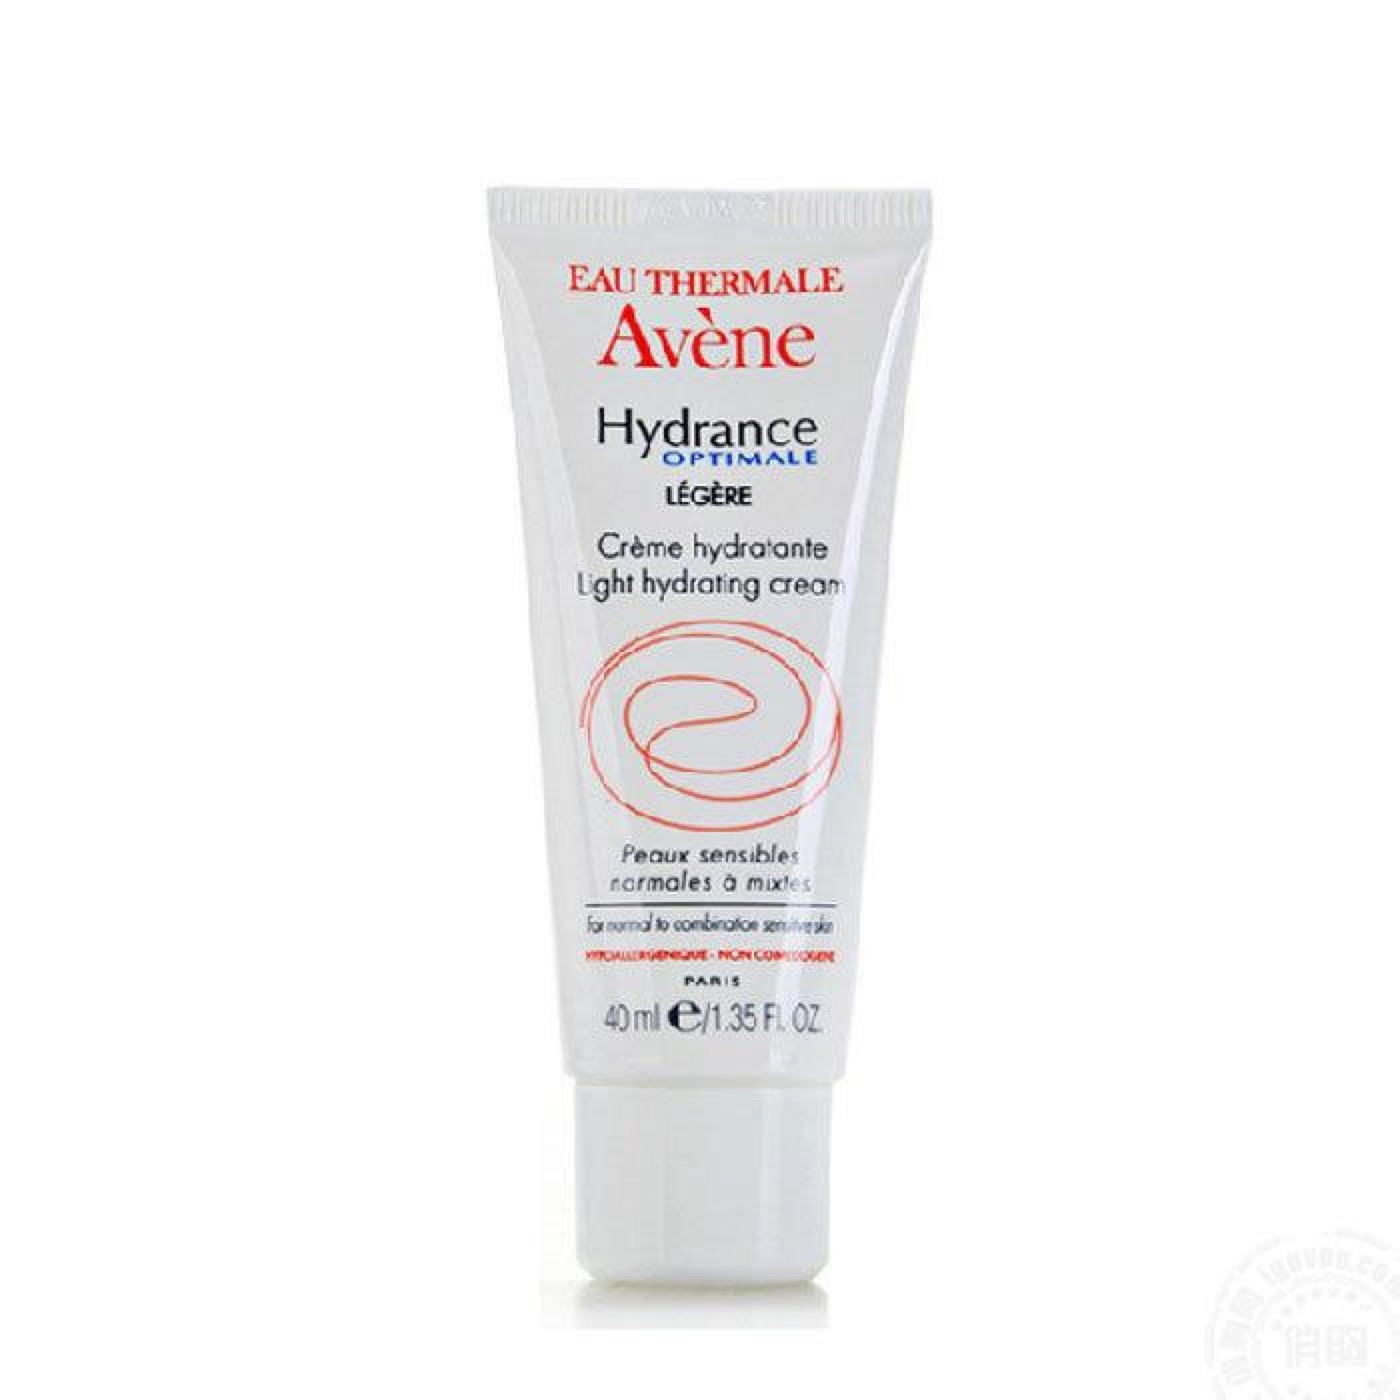 EAU THERMALE
Avène
Hydrance
OPTIMALE
LÉGÈRE
Crème hydratante
Light hydrating cream
Peaux sensibles
normales à mixtes
For normal to combination sensitive skin
HYPOALLERGENIQUE - NON COMEDOGENE
PARIS
40 ml e/1.35 FL. OZ.